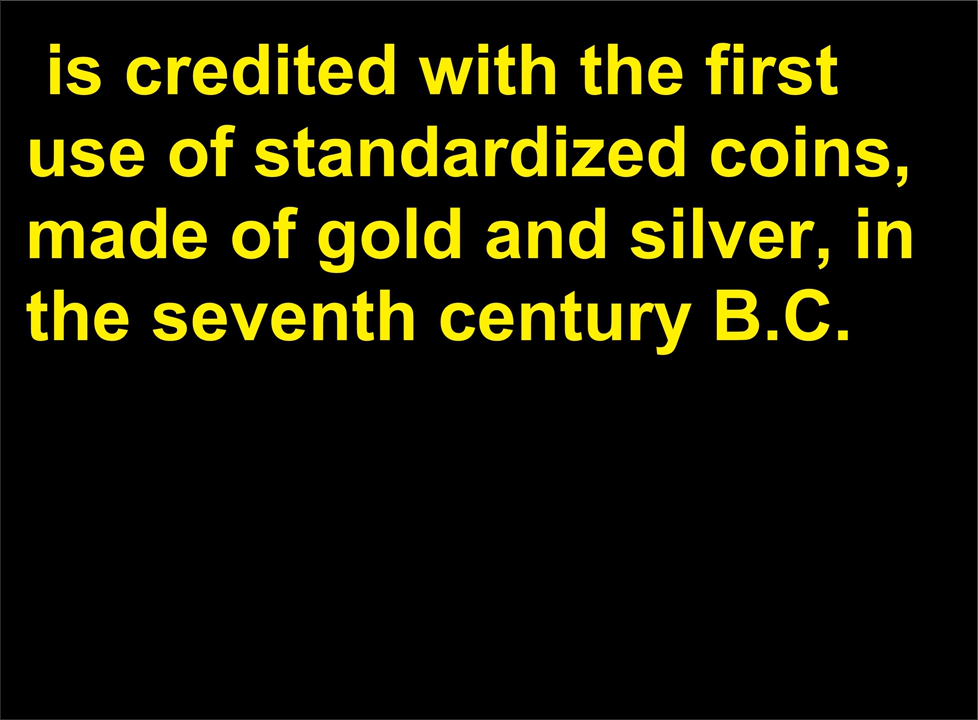 is credited with the first
use of standardized coins,
made of gold and silver, in
the seventh century B.C.